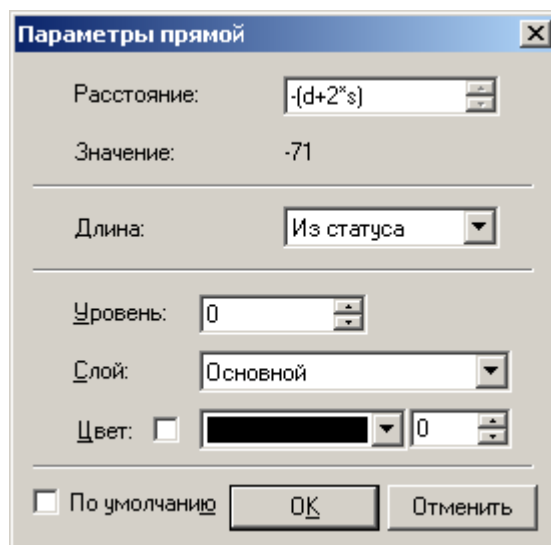 Параметры прямой
Расстояние: -(d+2*s)
Значение: -71
Длина: Из статуса
Уровень: 0
Слой: Основной
Цвет: 0
По умолчанию OK Отменить